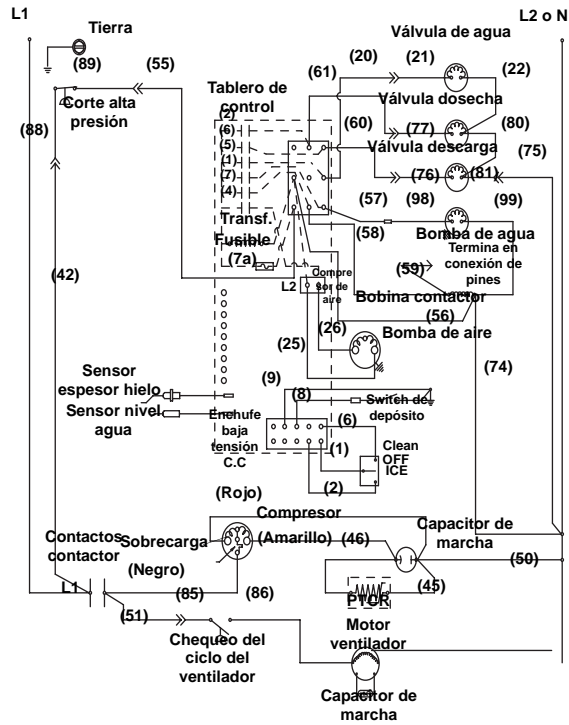 L1
L2 o N
Tierra
Válvula de agua
(89)
(55)
(20)
(21)
(22)
(61)
Tablero de
control
Válvula dosecha
Corte alta
presión
(88)
(2)
(6)
(5)
(1)
(7)
(4)
(60)
(77)
(80)
Válvula descarga
(75)
(76)
(81)
(57)
(98)
(99)
Transf.
(58)
Fusible
Bomba de agua
(7a)
Termina en
conexión de
pines
(59)
(42)
L2
Compre
sor de
aire
Bobina contactor
(56)
(26)
Bomba de aire
(25)
(74)
Sensor
espesor hielo
(9)
(8)
Sensor nivel
agua
Enchufe
baja
tensión
C.C
Switch de
depósito
(6)
(1)
Clean
OFF
ICE
(2)
(Rojo)
Compresor
Capacitor de
marcha
Contactos
contactor
Sobrecarga
(Amarillo)
(46)
(50)
(Negro)
L1
(85)
(86)
(45)
PTCR
(51)
Motor
ventilador
Chequeo del
ciclo del
ventilador
Capacitor de
marcha